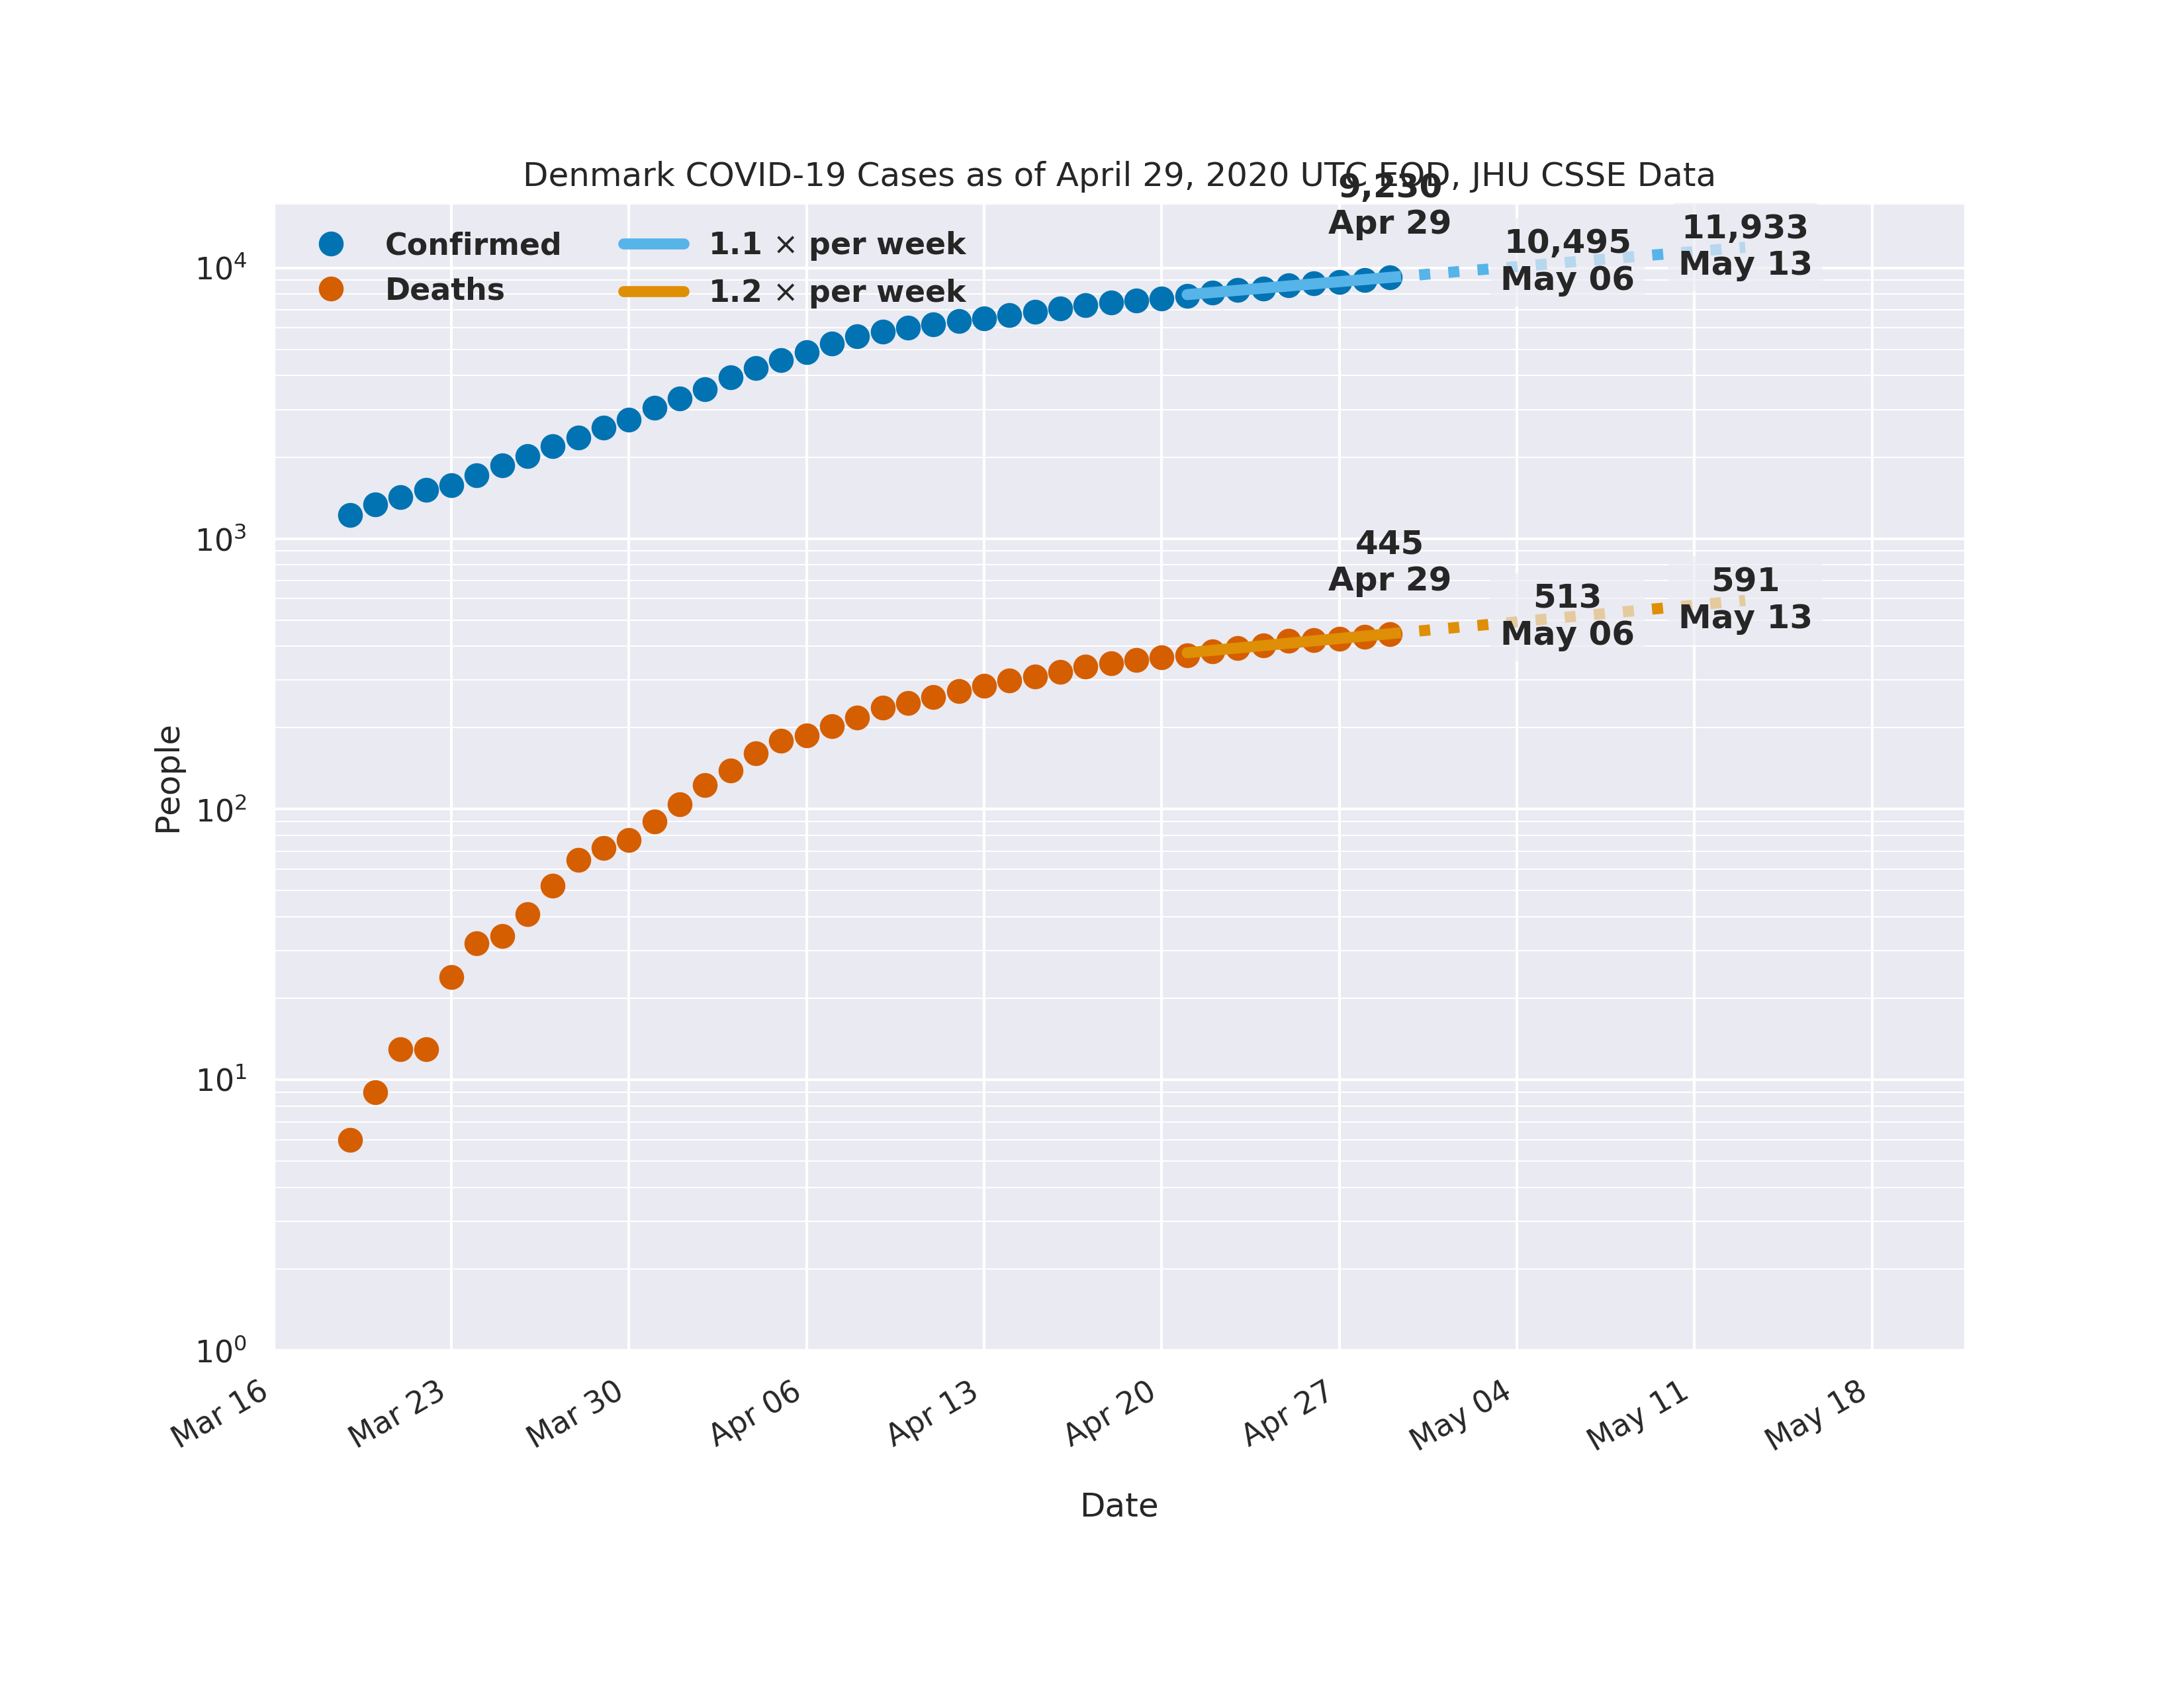 Denmark COVID-19 Cases as of April 29, 2020 UTC EOD, JHU CSSE Data
9,230
Apr 29
10,495
May 06
11,933
May 13
Confirmed
Deaths
1.1 × per week
1.2 × per week
445
Apr 29
513
May 06
591
May 13
People
10⁴
10³
10²
10¹
10⁰
Mar 16
Mar 23
Mar 30
Apr 06
Apr 13
Apr 20
Apr 27
May 04
May 11
May 18
Date